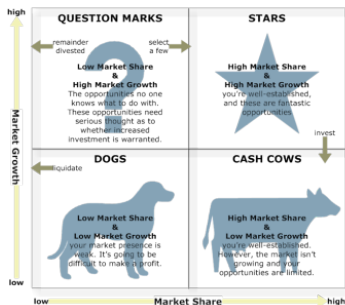 high
QUESTION MARKS
STARS
remainder
divested
select
a few
Low Market Share
&
High Market Growth
The opportunities no one
knows what to do with.
These opportunities need
serious thought as to
whether increased
investment is warranted.
High Market Share
&
High Market Growth
you're well-established,
and these are fantastic
opportunities
invest
Market Growth
DOGS
CASH COWS
liquidate
Low Market Share
&
Low Market Growth
your market presence is
weak. It's going to be
difficult to make a profit.
High Market Share
&
Low Market Growth
you're well-established.
However, the market isn't
growing and your
opportunities are limited.
low
low
Market Share
high